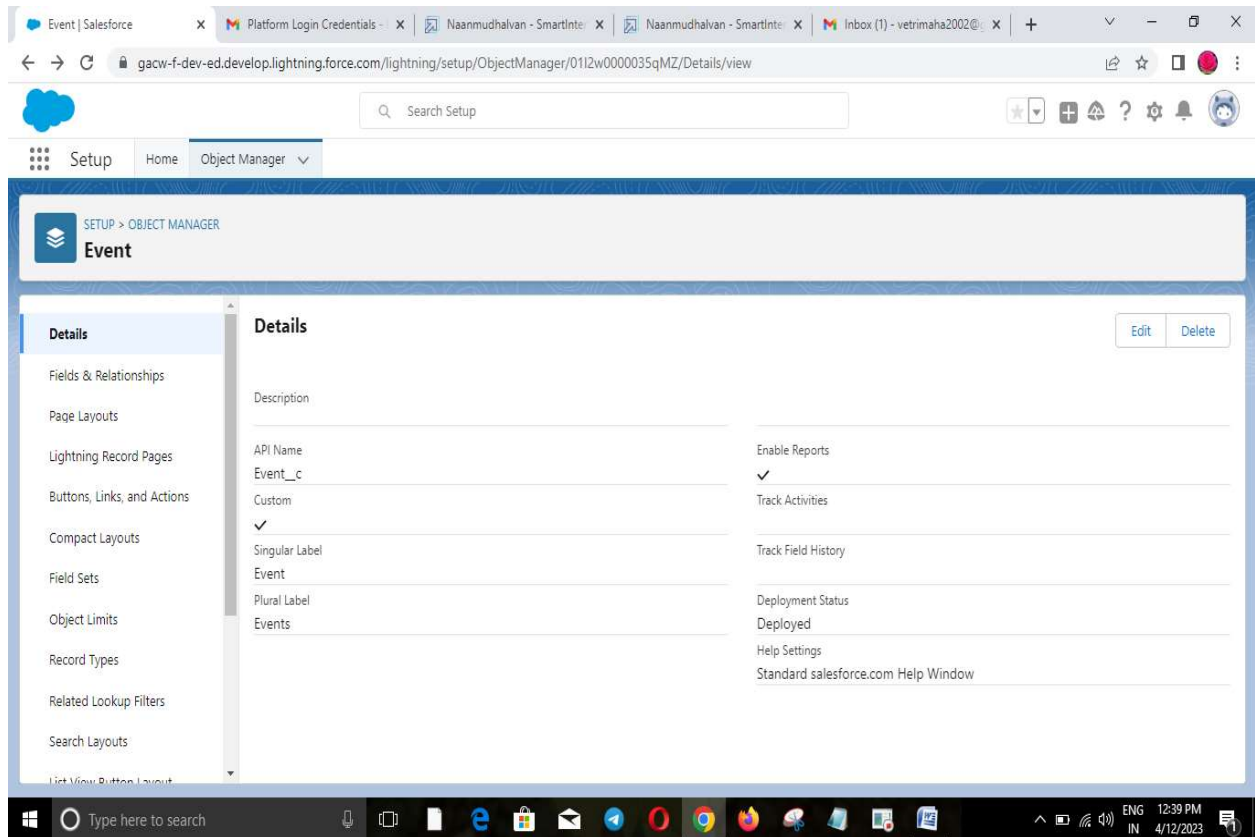 Event | Salesforce
Platform Login Credentials -
Naanmudhalvan - SmartInte
Naanmudhalvan - SmartInte
Inbox (1) - vetrimaha2002@g
gacw-f-dev-ed.develop.lightning.force.com/lightning/setup/ObjectManager/01I2w0000035qMZ/Details/view
Search Setup
Setup
Home
Object Manager
SETUP > OBJECT MANAGER
Event
Details
Fields & Relationships
Page Layouts
Lightning Record Pages
Buttons, Links, and Actions
Compact Layouts
Field Sets
Object Limits
Record Types
Related Lookup Filters
Search Layouts
List View Button Layout
Details
Edit
Delete
Description
API Name
Event__c
Custom
Singular Label
Event
Plural Label
Events
Enable Reports
Track Activities
Track Field History
Deployment Status
Deployed
Help Settings
Standard salesforce.com Help Window
Type here to search
ENG
IN
12:39 PM
4/12/2023